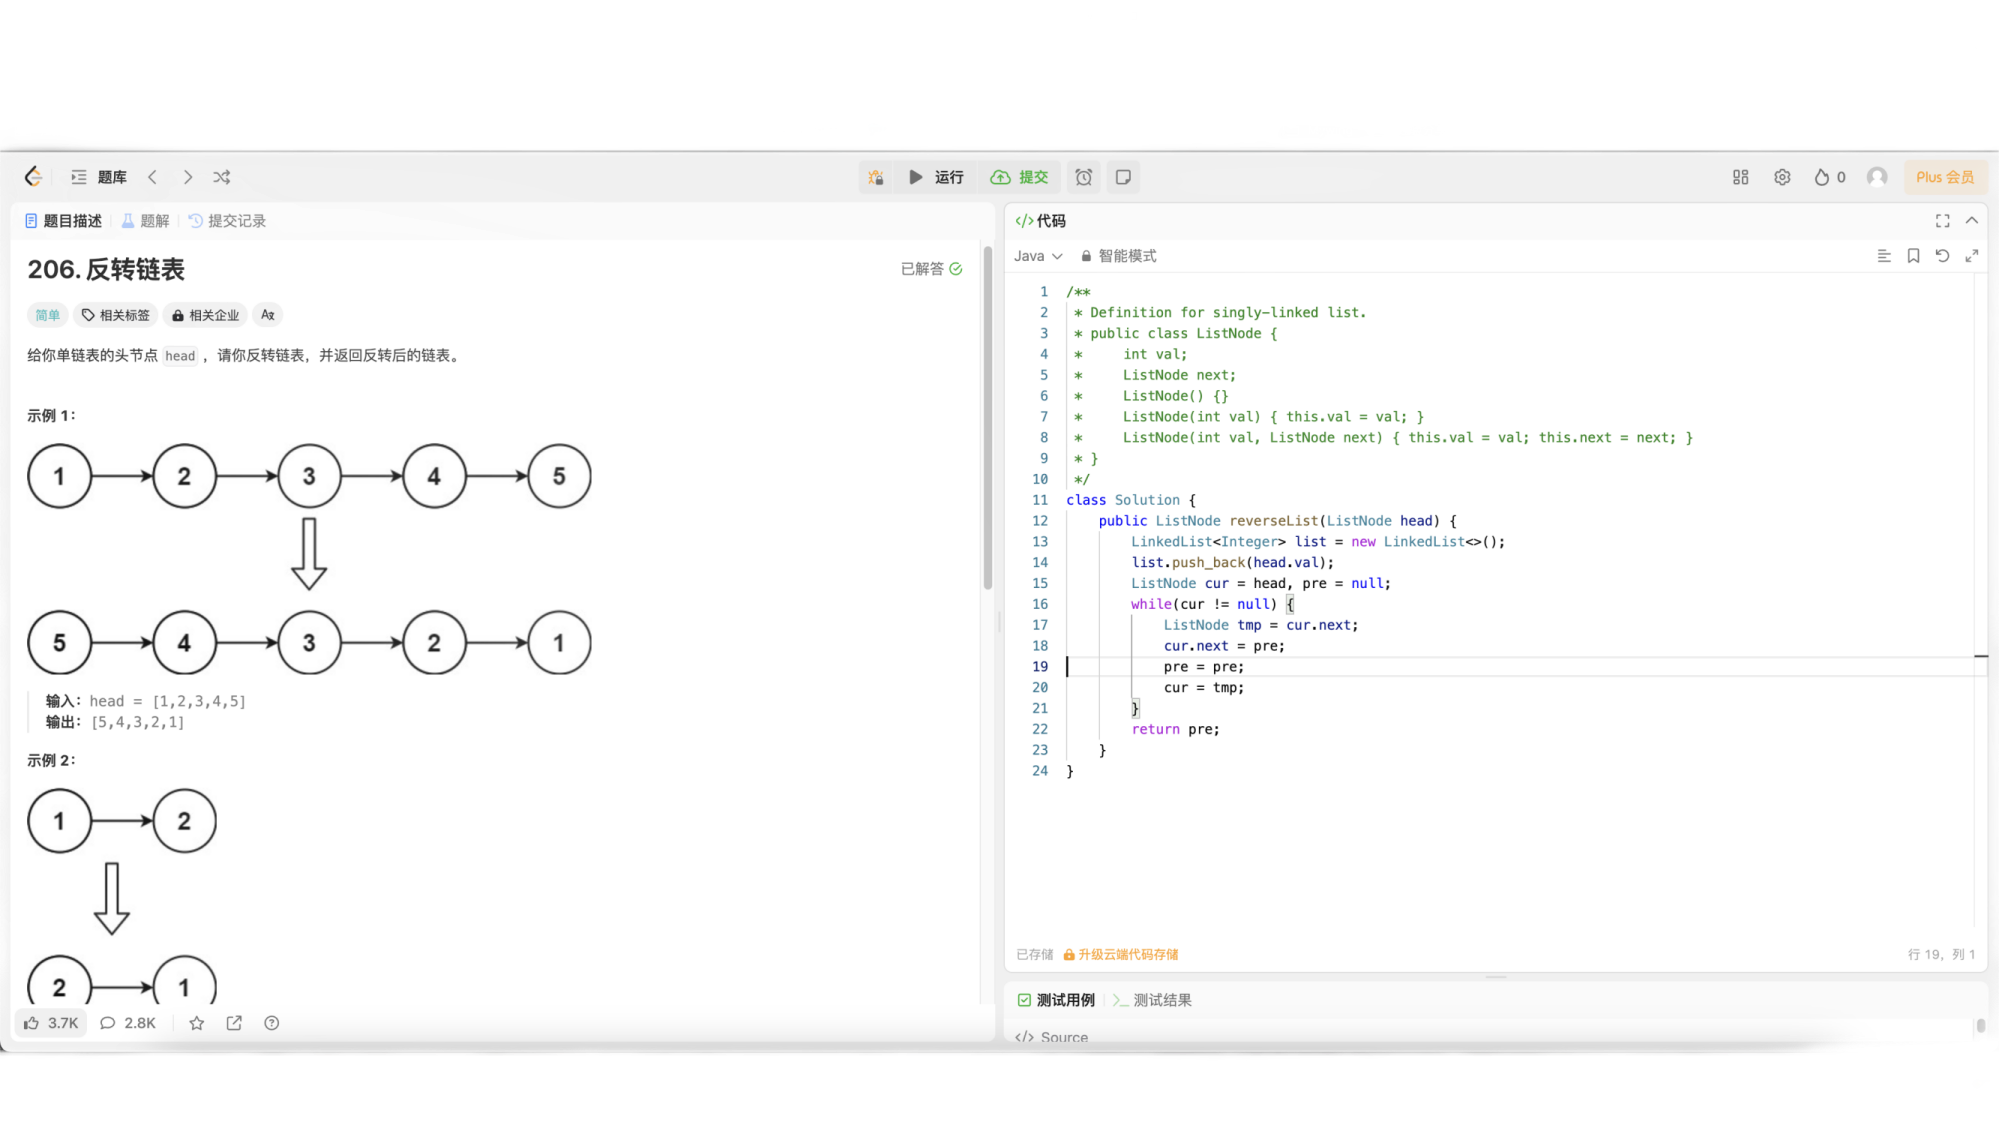 题库
运行
提交
0
Plus 会员
题目描述
题解
提交记录
206. 反转链表
已解答
简单
相关标签
相关企业
给你单链表的头节点 head ，请你反转链表，并返回反转后的链表。
示例 1：
1 2 3 4 5
5 4 3 2 1
输入：head = [1,2,3,4,5]
输出：[5,4,3,2,1]
示例 2：
1 2
2 1
3.7K
2.8K
</> 代码
Java
智能模式
1 /**
2 * Definition for singly-linked list.
3 * public class ListNode {
4 *     int val;
5 *     ListNode next;
6 *     ListNode() {}
7 *     ListNode(int val) { this.val = val; }
8 *     ListNode(int val, ListNode next) { this.val = val; this.next = next; }
9 * }
10 */
11 class Solution {
12     public ListNode reverseList(ListNode head) {
13         LinkedList<Integer> list = new LinkedList<>();
14         list.push_back(head.val);
15         ListNode cur = head, pre = null;
16         while(cur != null) {
17             ListNode tmp = cur.next;
18             cur.next = pre;
19             pre = pre;
20             cur = tmp;
21         }
22         return pre;
23     }
24 }
已存储
升级云端代码存储
行 19，列 1
测试用例
>_ 测试结果
</> Source